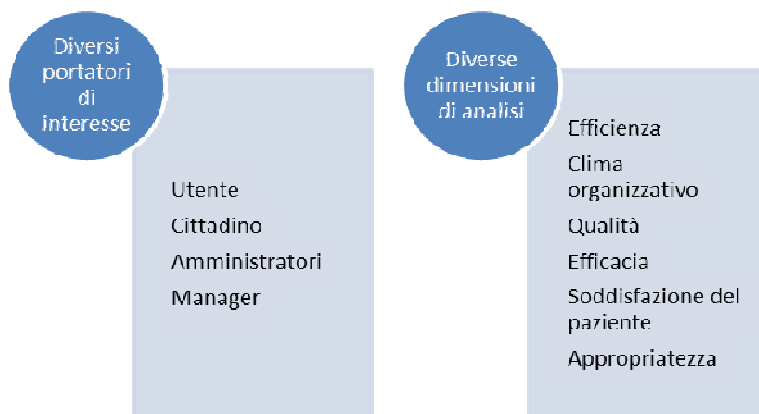 Diversi
portatori
di
interesse
Utente
Cittadino
Amministratori
Manager
Diverse
dimensioni
di analisi
Efficienza
Clima
organizzativo
Qualità
Efficacia
Soddisfazione del
paziente
Appropriatezza